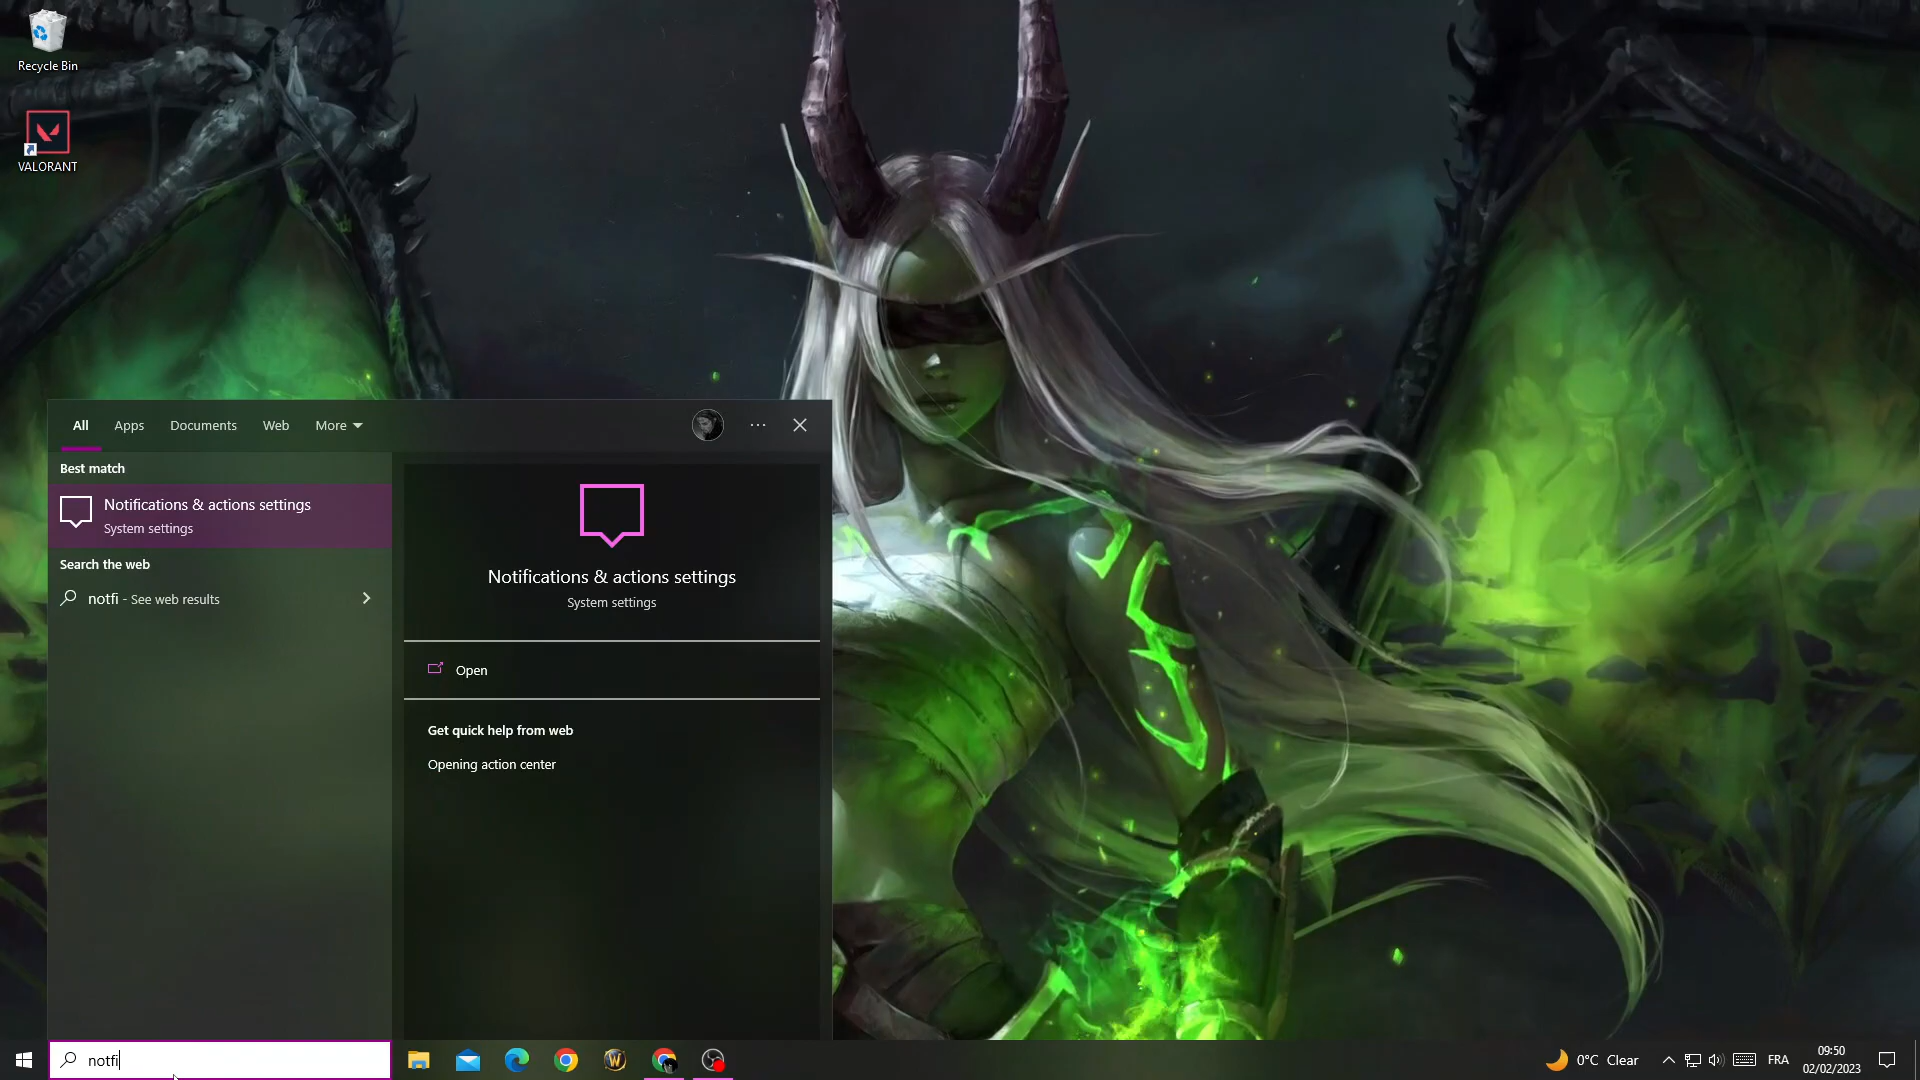 Recycle Bin
VALORANT
All
Apps
Documents
Web
More
Best match
Notifications & actions settings
System settings
Search the web
notfi - See web results
Notifications & actions settings
System settings
Open
Get quick help from web
Opening action center
notfi
0°C Clear
FRA
09:50
02/02/2023